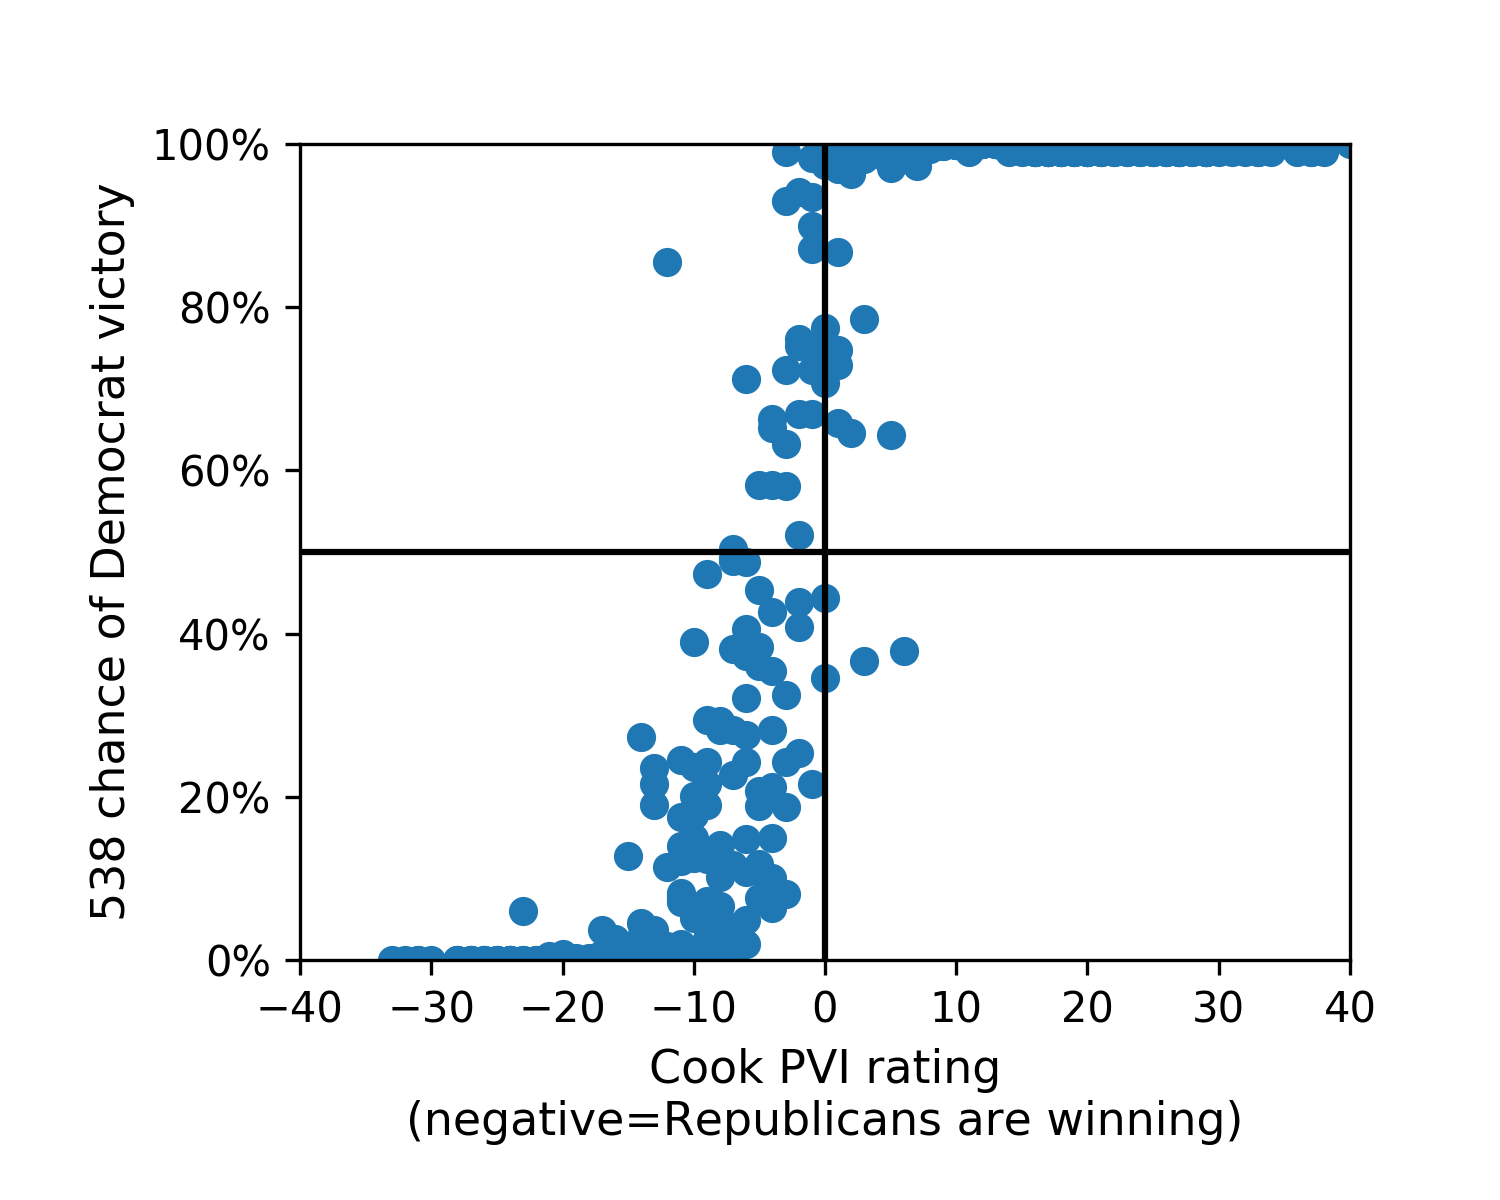 100%
80%
60%
40%
20%
0%
538 chance of Democrat victory
−40 −30 −20 −10 0 10 20 30 40
Cook PVI rating
(negative=Republicans are winning)